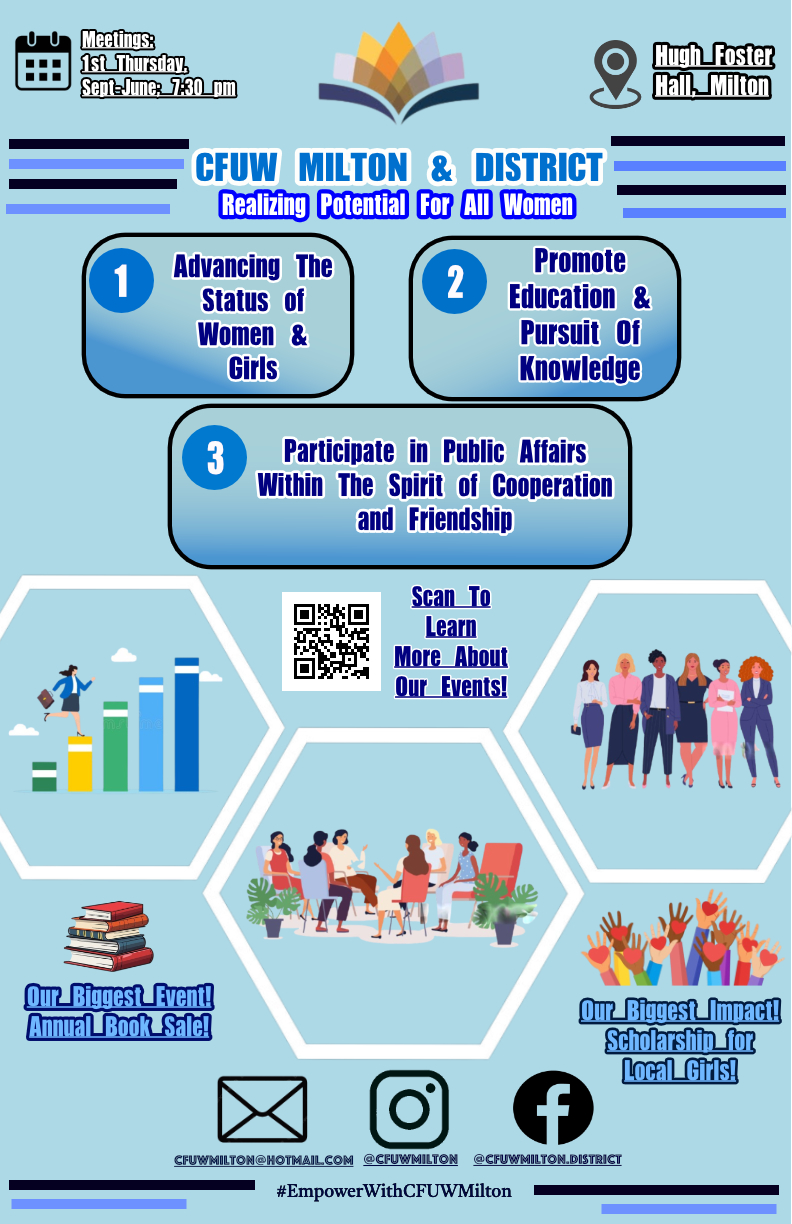 Meetings:
1st Thursday,
Sept-June; 7:30 pm
Hugh Foster
Hall, Milton
CFUW MILTON & DISTRICT
Realizing Potential For All Women
1
Advancing The
Status of
Women &
Girls
2
Promote
Education &
Pursuit Of
Knowledge
3
Participate in Public Affairs
Within The Spirit of Cooperation
and Friendship
Scan To
Learn
More About
Our Events!
Our Biggest Event!
Annual Book Sale!
Our Biggest Impact!
Scholarship for
Local Girls!
CFUWMILTON@HOTMAIL.COM
@CFUWMILTON
@CFUWMILTON.DISTRICT
#EmpowerWithCFUWMilton